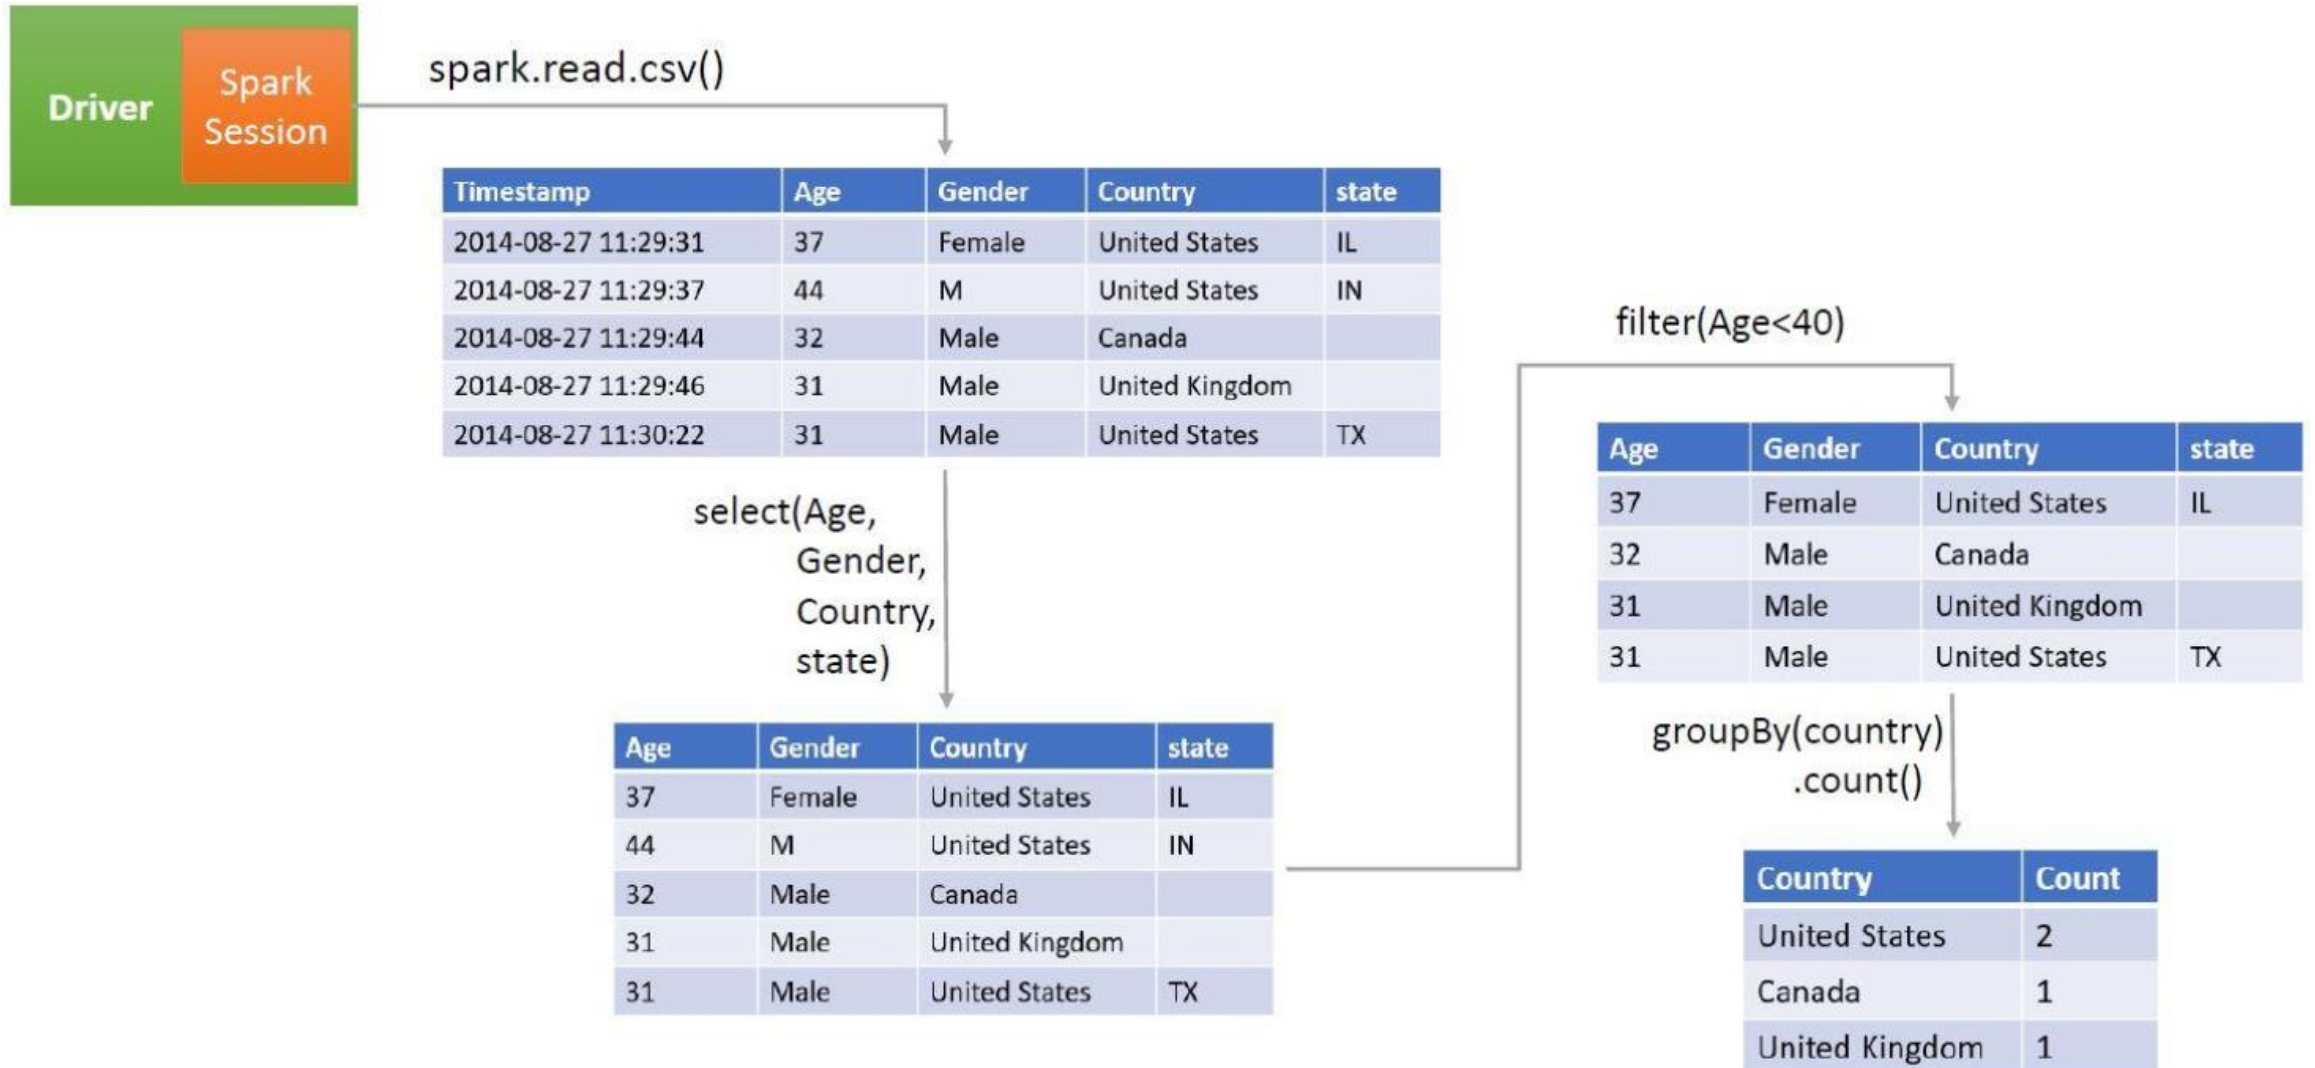 Driver
Spark
Session
spark.read.csv()
Timestamp Age Gender Country state
2014-08-27 11:29:31 37 Female United States IL
2014-08-27 11:29:37 44 M United States IN
2014-08-27 11:29:44 32 Male Canada
2014-08-27 11:29:46 31 Male United Kingdom
2014-08-27 11:30:22 31 Male United States TX
select(Age,
Gender,
Country,
state)
Age Gender Country state
37 Female United States IL
44 M United States IN
32 Male Canada
31 Male United Kingdom
31 Male United States TX
filter(Age<40)
Age Gender Country state
37 Female United States IL
32 Male Canada
31 Male United Kingdom
31 Male United States TX
groupBy(country)
.count()
Country Count
United States 2
Canada 1
United Kingdom 1